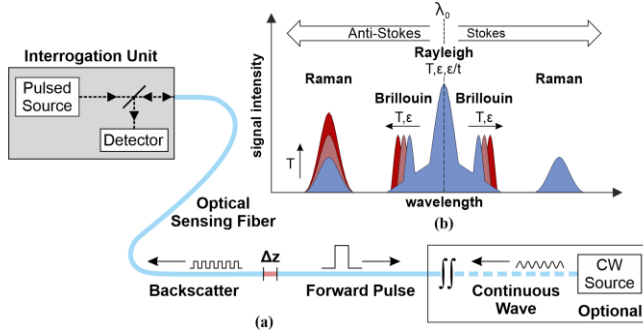 (a)
Interrogation Unit
Pulsed
Source
Detector
Optical
Sensing Fiber
λ₀
Anti-Stokes
Stokes
Rayleigh
T,ε,ε/t
Raman
Raman
Brillouin
Brillouin
T,ε
T,ε
T
signal intensity
wavelength
(b)
Δz
Backscatter
Forward Pulse
∬
Continuous
Wave
CW
Source
Optional
(a)